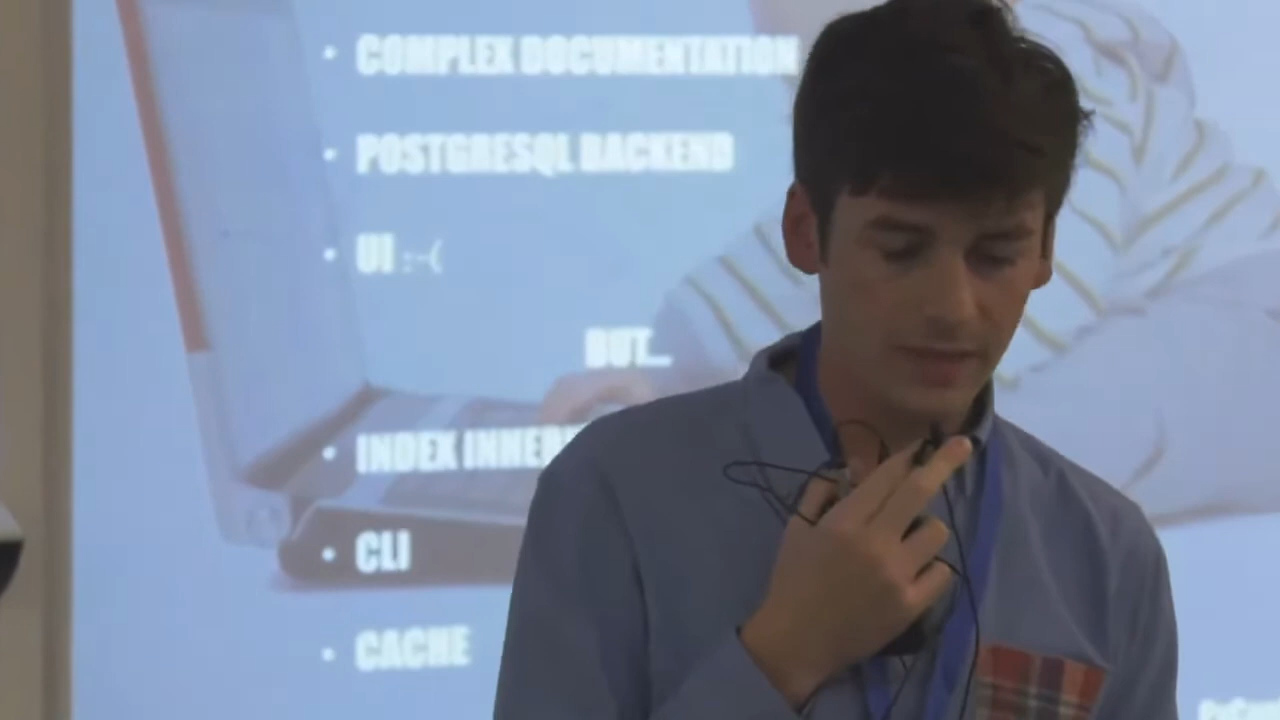 • COMPLEX DOCUMENTATION
• POSTGRESQL BACKEND
• UI :-(
BUT...
• INDEX
• CLI
• CACHE